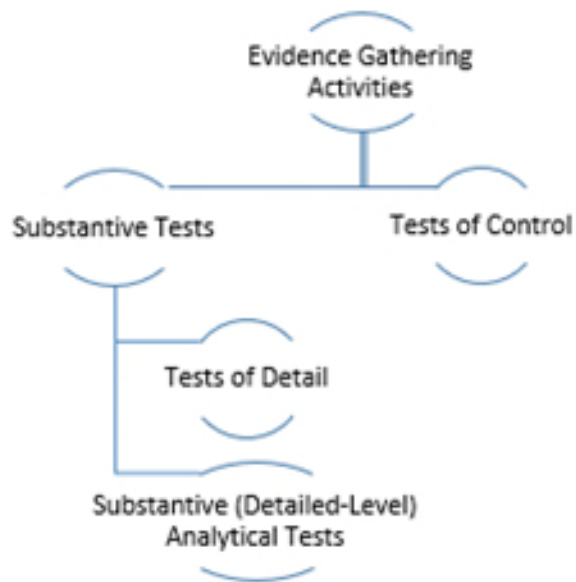 Evidence Gathering
Activities
Substantive Tests
Tests of Control
Tests of Detail
Substantive (Detailed-Level)
Analytical Tests